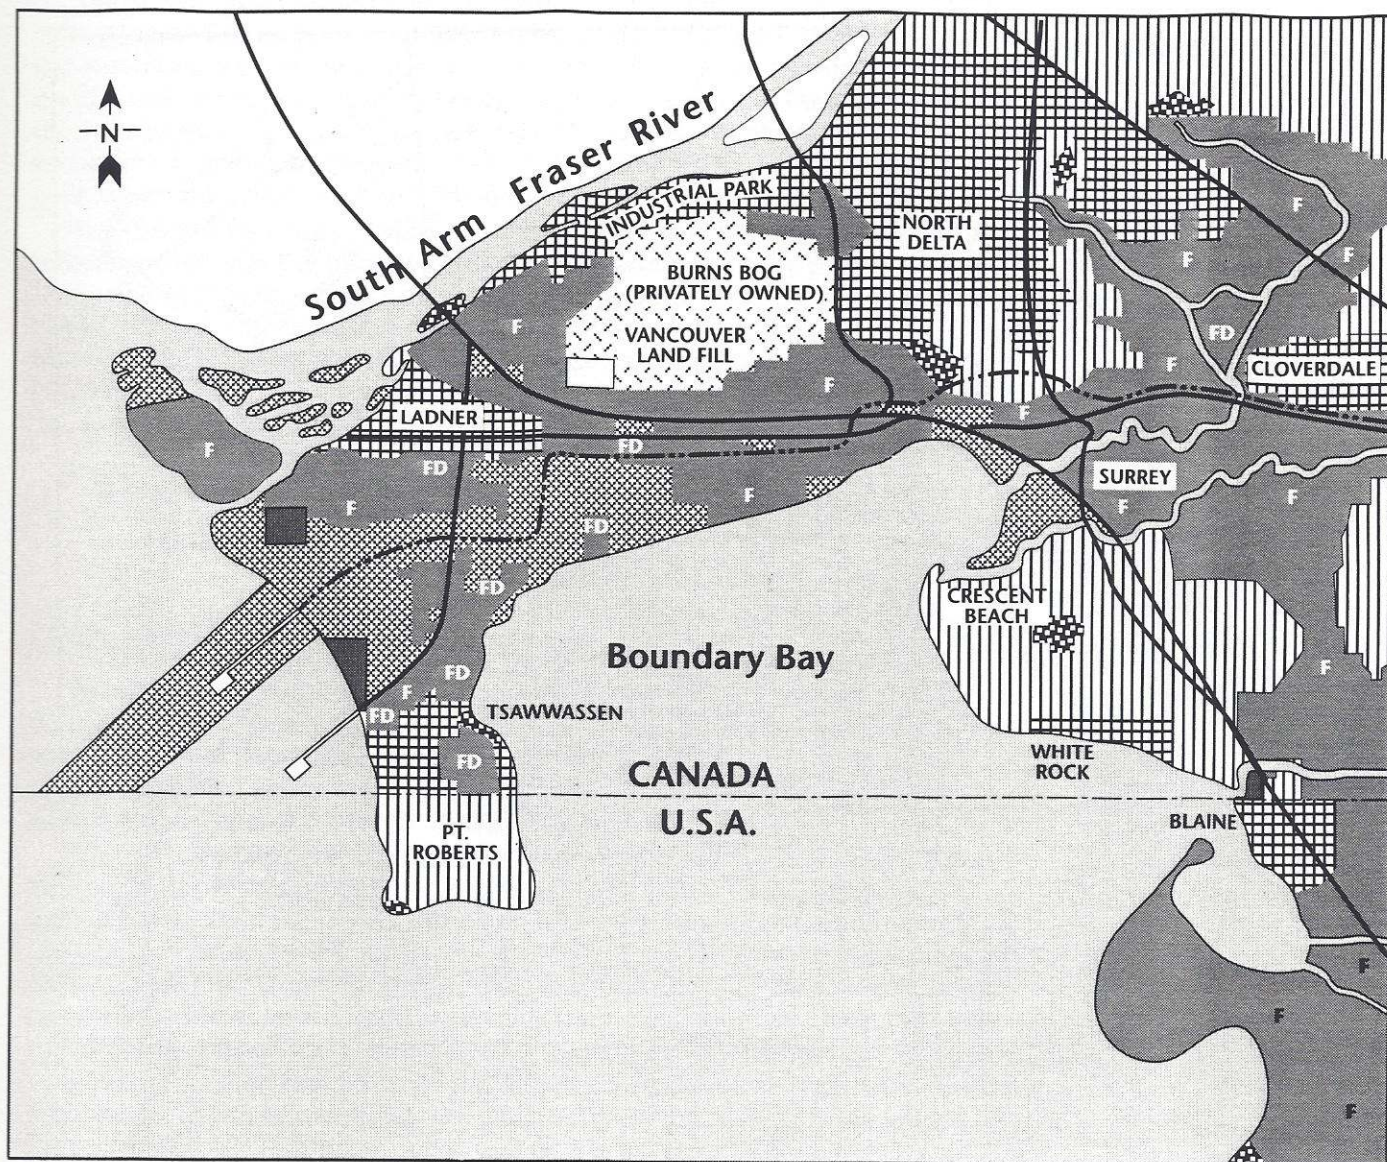 N
South Arm Fraser River
INDUSTRIAL PARK
NORTH
DELTA
BURNS BOG
(PRIVATELY OWNED)
VANCOUVER
LAND FILL
F
F
F
F
FD
F
F
F
F
CLOVERDALE
LADNER
FD
FD
F
F
F
SURREY
F
F
FD
FD
CRESCENT
BEACH
Boundary Bay
FD
F
FD
F
TSAWWASSEN
FD
WHITE
ROCK
CANADA
U.S.A.
BLAINE
PT.
ROBERTS
F
F
F